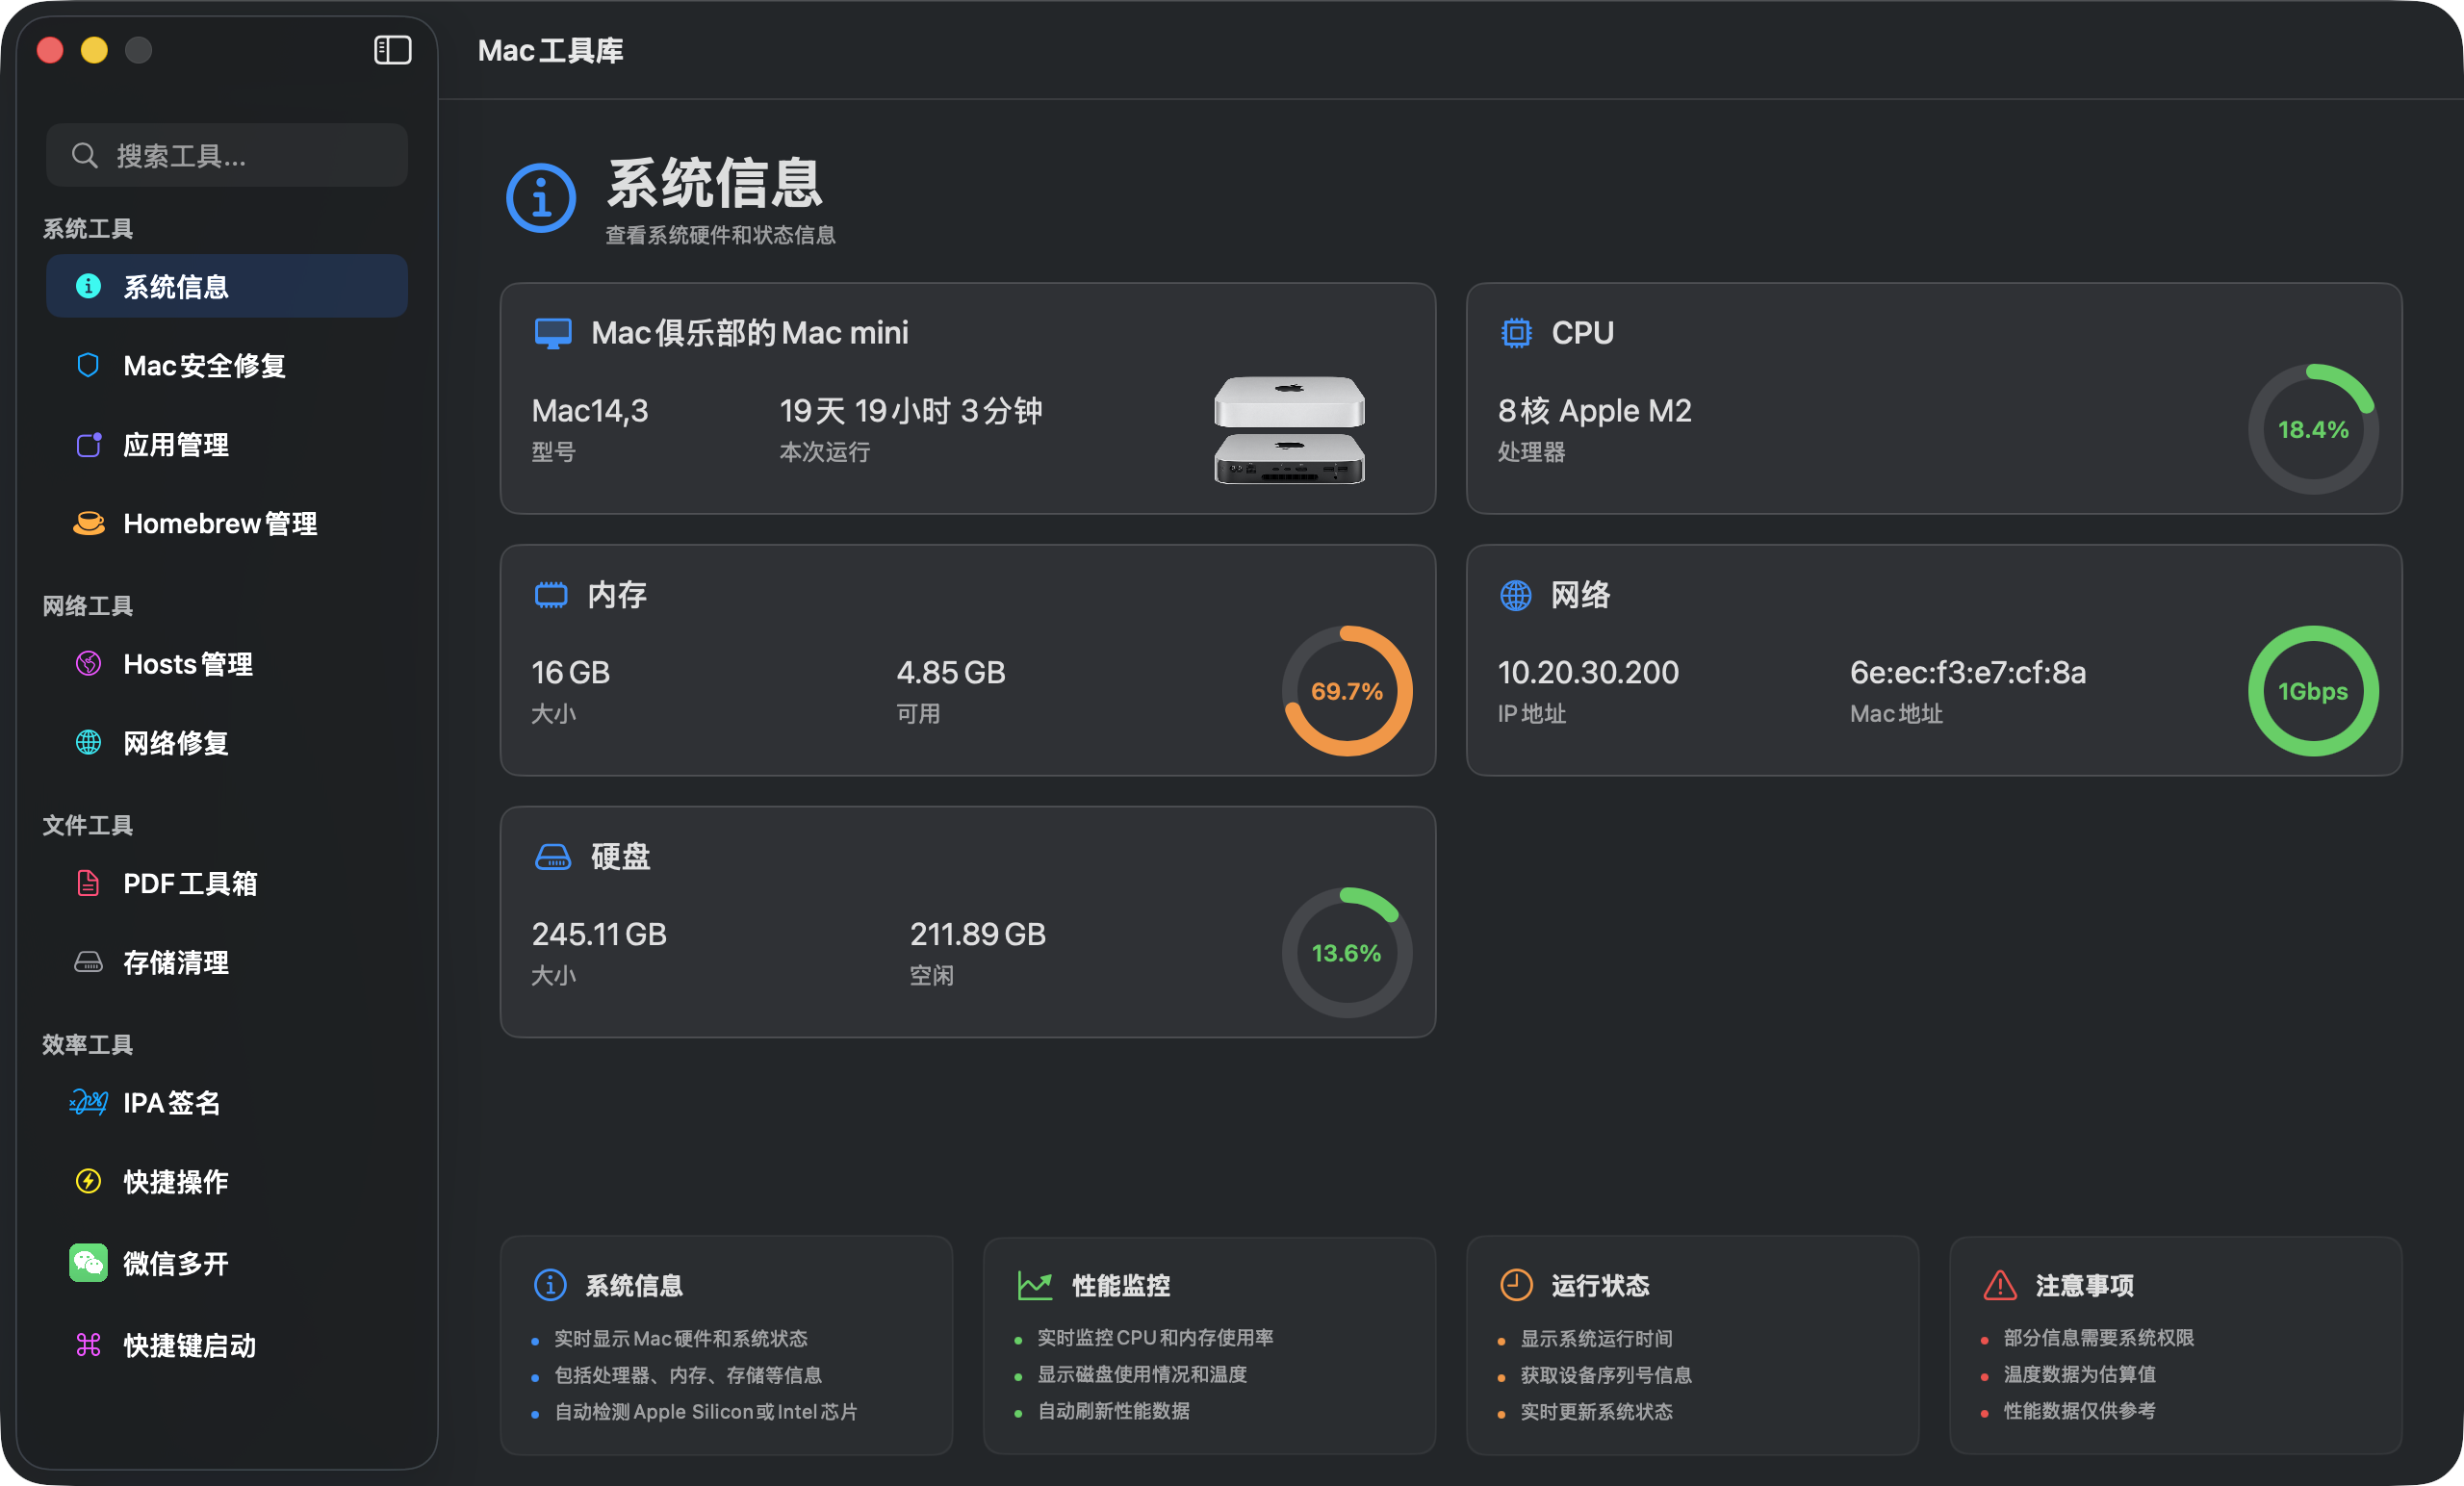 Mac工具库
搜索工具...
系统工具
系统信息
Mac安全修复
应用管理
Homebrew管理
网络工具
Hosts管理
网络修复
文件工具
PDF工具箱
存储清理
效率工具
IPA签名
快捷操作
微信多开
快捷键启动
系统信息
查看系统硬件和状态信息
Mac俱乐部的Mac mini
Mac14,3
型号
19天 19小时 3分钟
本次运行
CPU
8核 Apple M2
处理器
18.4%
内存
16 GB
大小
4.85 GB
可用
69.7%
网络
10.20.30.200
IP地址
6e:ec:f3:e7:cf:8a
Mac地址
1Gbps
硬盘
245.11 GB
大小
211.89 GB
空闲
13.6%
系统信息
实时显示Mac硬件和系统状态
包括处理器、内存、存储等信息
自动检测Apple Silicon或Intel芯片
性能监控
实时监控CPU和内存使用率
显示磁盘使用情况和温度
自动刷新性能数据
运行状态
显示系统运行时间
获取设备序列号信息
实时更新系统状态
注意事项
部分信息需要系统权限
温度数据为估算值
性能数据仅供参考